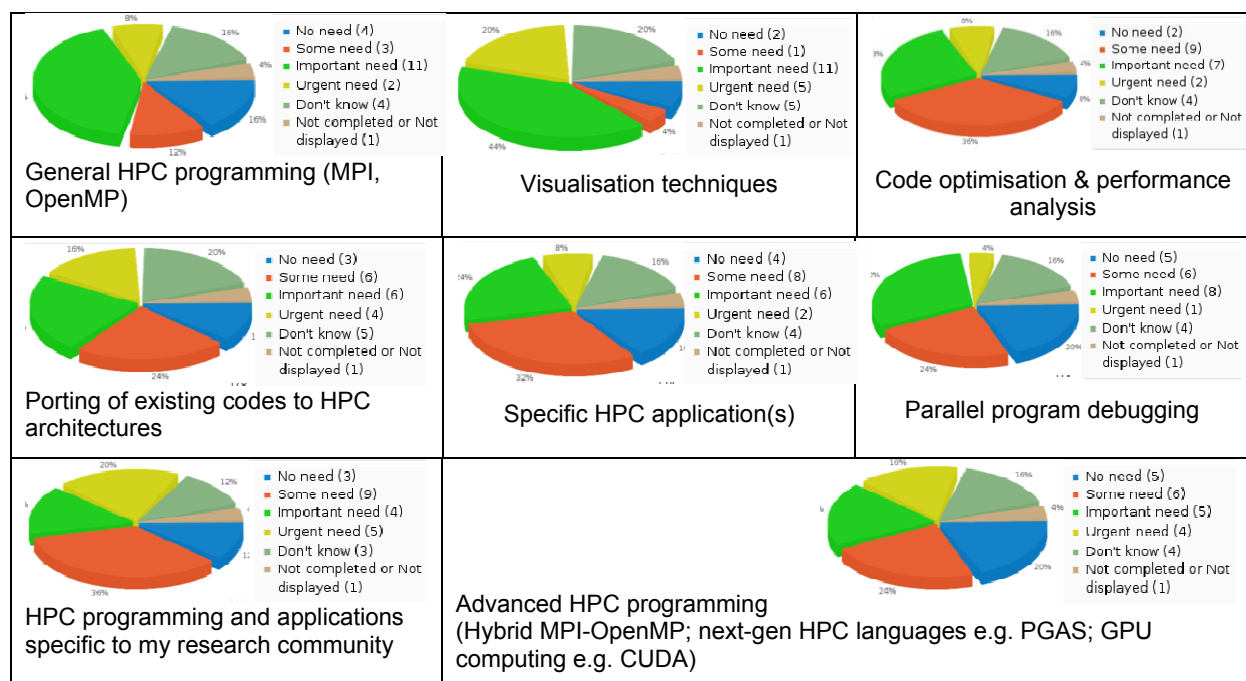 8%
16%
4%
16%
12%
No need (4)
Some need (3)
Important need (11)
Urgent need (2)
Don't know (4)
Not completed or Not
displayed (1)
General HPC programming (MPI,
OpenMP)
20%
20%
4%
44%
No need (2)
Some need (1)
Important need (11)
Urgent need (5)
Don't know (5)
Not completed or Not
displayed (1)
Visualisation techniques
16%
36%
No need (2)
Some need (9)
Important need (7)
Urgent need (2)
Don't know (4)
Not completed or Not
displayed (1)
Code optimisation & performance
analysis
16%
20%
24%
No need (3)
Some need (6)
Important need (6)
Urgent need (4)
Don't know (5)
Not completed or Not
displayed (1)
Porting of existing codes to HPC
architectures
8%
16%
24%
32%
No need (4)
Some need (8)
Important need (6)
Urgent need (2)
Don't know (4)
Not completed or Not
displayed (1)
Specific HPC application(s)
4%
16%
20%
24%
No need (5)
Some need (6)
Important need (8)
Urgent need (1)
Don't know (4)
Not completed or Not
displayed (1)
Parallel program debugging
20%
12%
36%
No need (3)
Some need (9)
Important need (4)
Urgent need (5)
Don't know (3)
Not completed or Not
displayed (1)
HPC programming and applications
specific to my research community
16%
16%
4%
20%
24%
No need (5)
Some need (6)
Important need (5)
Urgent need (4)
Don't know (4)
Not completed or Not
displayed (1)
Advanced HPC programming
(Hybrid MPI-OpenMP; next-gen HPC languages e.g. PGAS; GPU
computing e.g. CUDA)